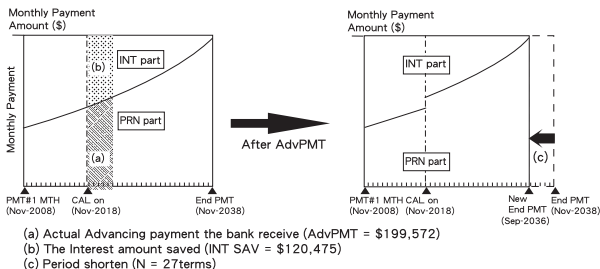 Monthly Payment
Amount ($)
Monthly Payment
(b)
INT part
PRN part
(a)
PMT#1 MTH
(Nov-2008)
CAL on
(Nov-2018)
End PMT
(Nov-2038)
After AdvPMT
Monthly Payment
Amount ($)
INT part
PRN part
(c)
PMT#1 MTH
(Nov-2008)
CAL on
(Nov-2018)
New
End PMT
(Sep-2036)
End PMT
(Nov-2038)
(a) Actual Advancing payment the bank receive (AdvPMT = $199,572)
(b) The Interest amount saved (INT SAV = $120,475)
(c) Period shorten (N = 27terms)